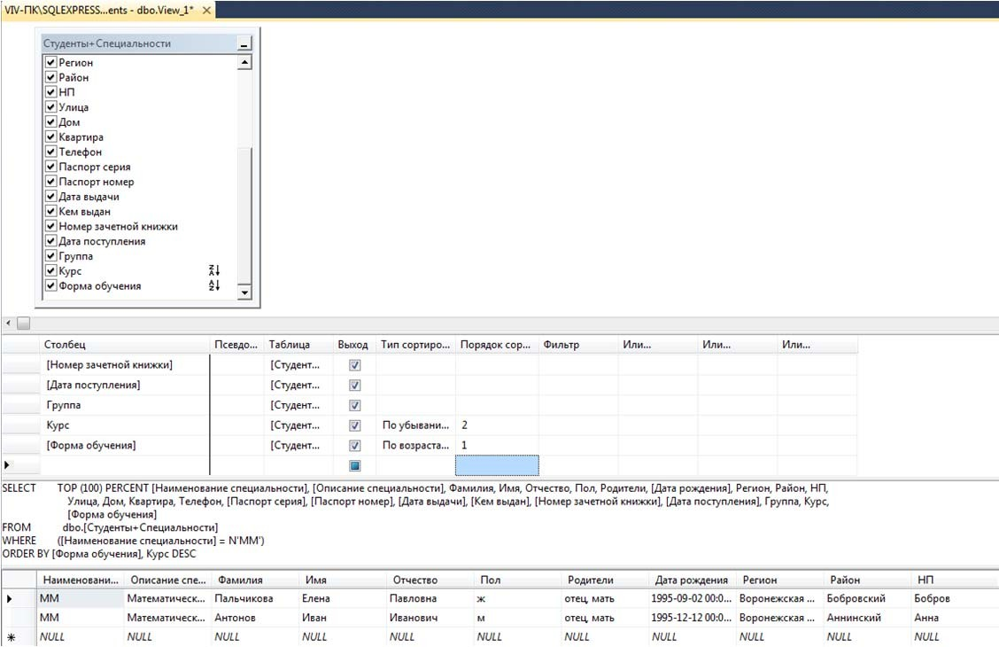 VIV-ПК\SQLEXPRESS...ents - dbo.View_1*
Студенты+Специальности
Регион
Район
НП
Улица
Дом
Квартира
Телефон
Паспорт серия
Паспорт номер
Дата выдачи
Кем выдан
Номер зачетной книжки
Дата поступления
Группа
Курс
Форма обучения
Столбец Псевдо... Таблица Выход Тип сортиро... Порядок сор... Фильтр Или... Или... Или...
[Номер зачетной книжки] [Студент...
[Дата поступления] [Студент...
Группа [Студент...
Курс [Студент... По убывани... 2
[Форма обучения] [Студент... По возраста... 1
SELECT TOP (100) PERCENT [Наименование специальности], [Описание специальности], Фамилия, Имя, Отчество, Пол, Родители, [Дата рождения], Регион, Район, НП,
Улица, Дом, Квартира, Телефон, [Паспорт серия], [Паспорт номер], [Дата выдачи], [Кем выдан], [Номер зачетной книжки], [Дата поступления], Группа, Курс,
[Форма обучения]
FROM dbo.[Студенты+Специальности]
WHERE ([Наименование специальности] = N'ММ')
ORDER BY [Форма обучения], Курс DESC
Наименовани... Описание спе... Фамилия Имя Отчество Пол Родители Дата рождения Регион Район НП
ММ Математическ... Пальчикова Елена Павловна ж отец, мать 1995-09-02 00:0... Воронежская ... Бобровский Бобров
ММ Математическ... Антонов Иван Иванович м отец, мать 1995-12-12 00:0... Воронежская ... Аннинский Анна
NULL NULL NULL NULL NULL NULL NULL NULL NULL NULL NULL